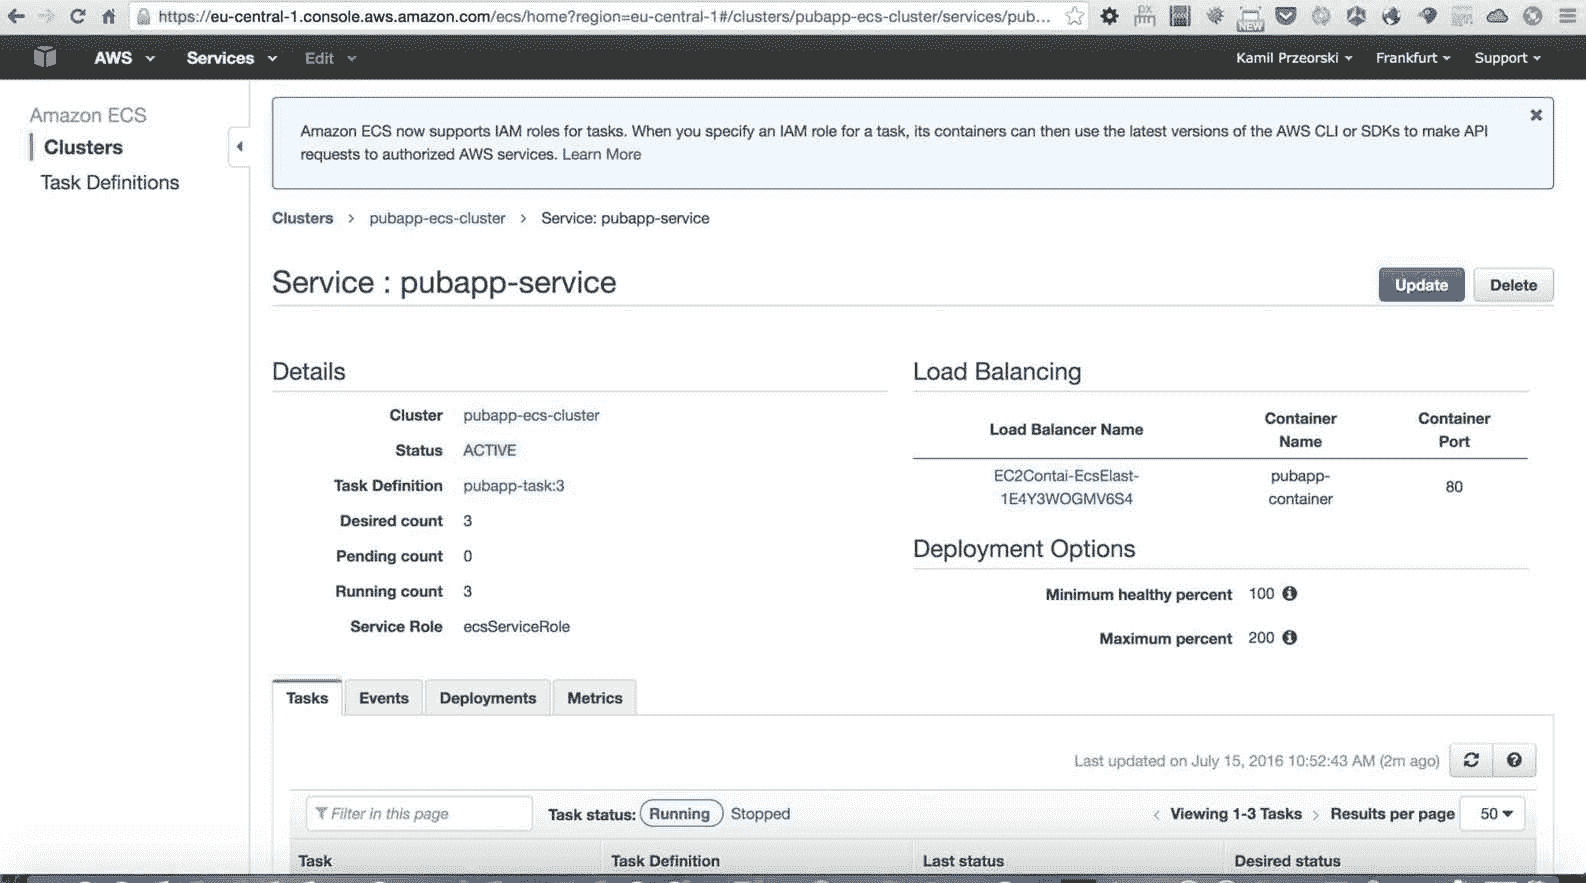 https://eu-central-1.console.aws.amazon.com/ecs/home?region=eu-central-1#/clusters/pubapp-ecs-cluster/services/pub...
NEW
AWS Services Edit Kamil Przeorski Frankfurt Support
Amazon ECS
Clusters
Task Definitions
Amazon ECS now supports IAM roles for tasks. When you specify an IAM role for a task, its containers can then use the latest versions of the AWS CLI or SDKs to make API
requests to authorized AWS services. Learn More
Clusters > pubapp-ecs-cluster > Service: pubapp-service
Service : pubapp-service
Update Delete
Details
Cluster pubapp-ecs-cluster
Status ACTIVE
Task Definition pubapp-task:3
Desired count 3
Pending count 0
Running count 3
Service Role ecsServiceRole
Load Balancing
Load Balancer Name Container Name Container Port
EC2Contai-EcsElast-
1E4Y3WOGMV6S4
pubapp-
container
80
Deployment Options
Minimum healthy percent 100
Maximum percent 200
Tasks Events Deployments Metrics
Last updated on July 15, 2016 10:52:43 AM (2m ago)
Filter in this page Task status: Running Stopped < Viewing 1-3 Tasks > Results per page 50
Task Task Definition Last status Desired status